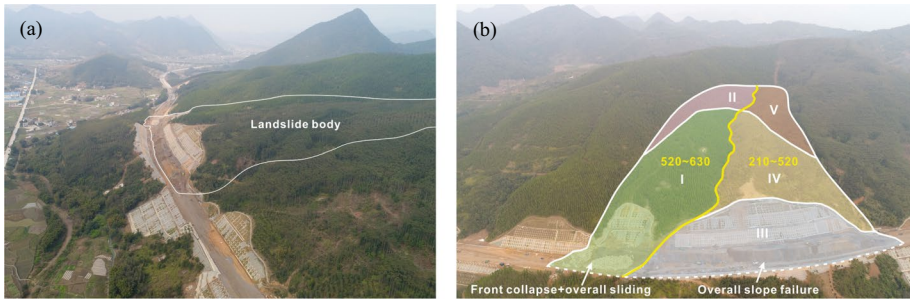 (a)
Landslide body
(b)
II
V
520~630
210~520
I
IV
III
Front collapse+overall sliding
Overall slope failure